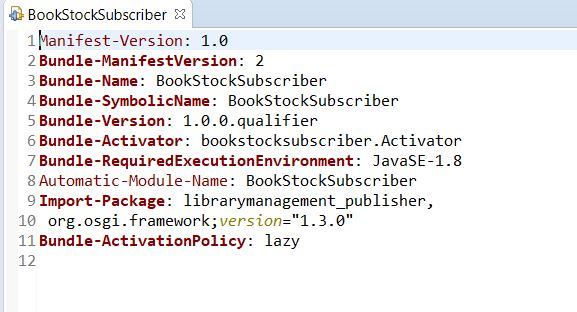 BookStockSubscriber
1 Manifest-Version: 1.0
2 Bundle-ManifestVersion: 2
3 Bundle-Name: BookStockSubscriber
4 Bundle-SymbolicName: BookStockSubscriber
5 Bundle-Version: 1.0.0.qualifier
6 Bundle-Activator: bookstocksubscriber.Activator
7 Bundle-RequiredExecutionEnvironment: JavaSE-1.8
8 Automatic-Module-Name: BookStockSubscriber
9 Import-Package: librarymanagement_publisher,
10  org.osgi.framework;version="1.3.0"
11 Bundle-ActivationPolicy: lazy
12